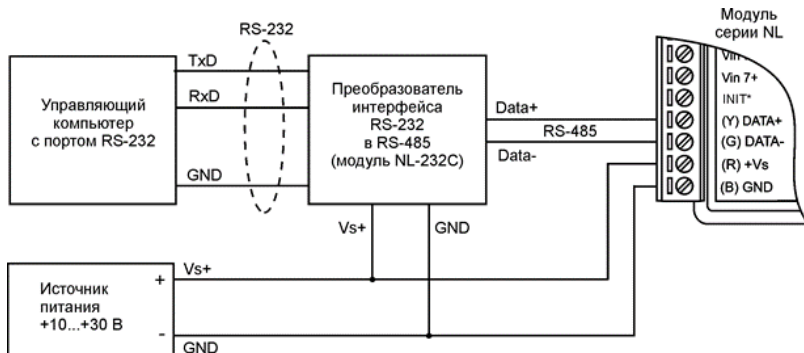 RS-232
Модуль
серии NL
TxD
RxD
GND
Управляющий
компьютер
с портом RS-232
Преобразователь
интерфейса
RS-232
в RS-485
(модуль NL-232C)
Data+
RS-485
Data-
Vin
Vin 7+
INIT*
(Y) DATA+
(G) DATA-
(R) +Vs
(B) GND
Vs+
GND
Источник
питания
+10...+30 В
+
-
Vs+
GND